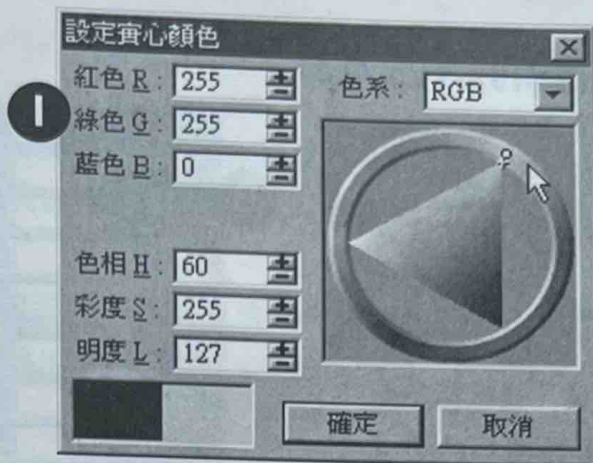 設定實心顏色
1
紅色 R : 255
綠色 G : 255
藍色 B : 0
色系 : RGB
色相 H : 60
彩度 S : 255
明度 L : 127
確定
取消